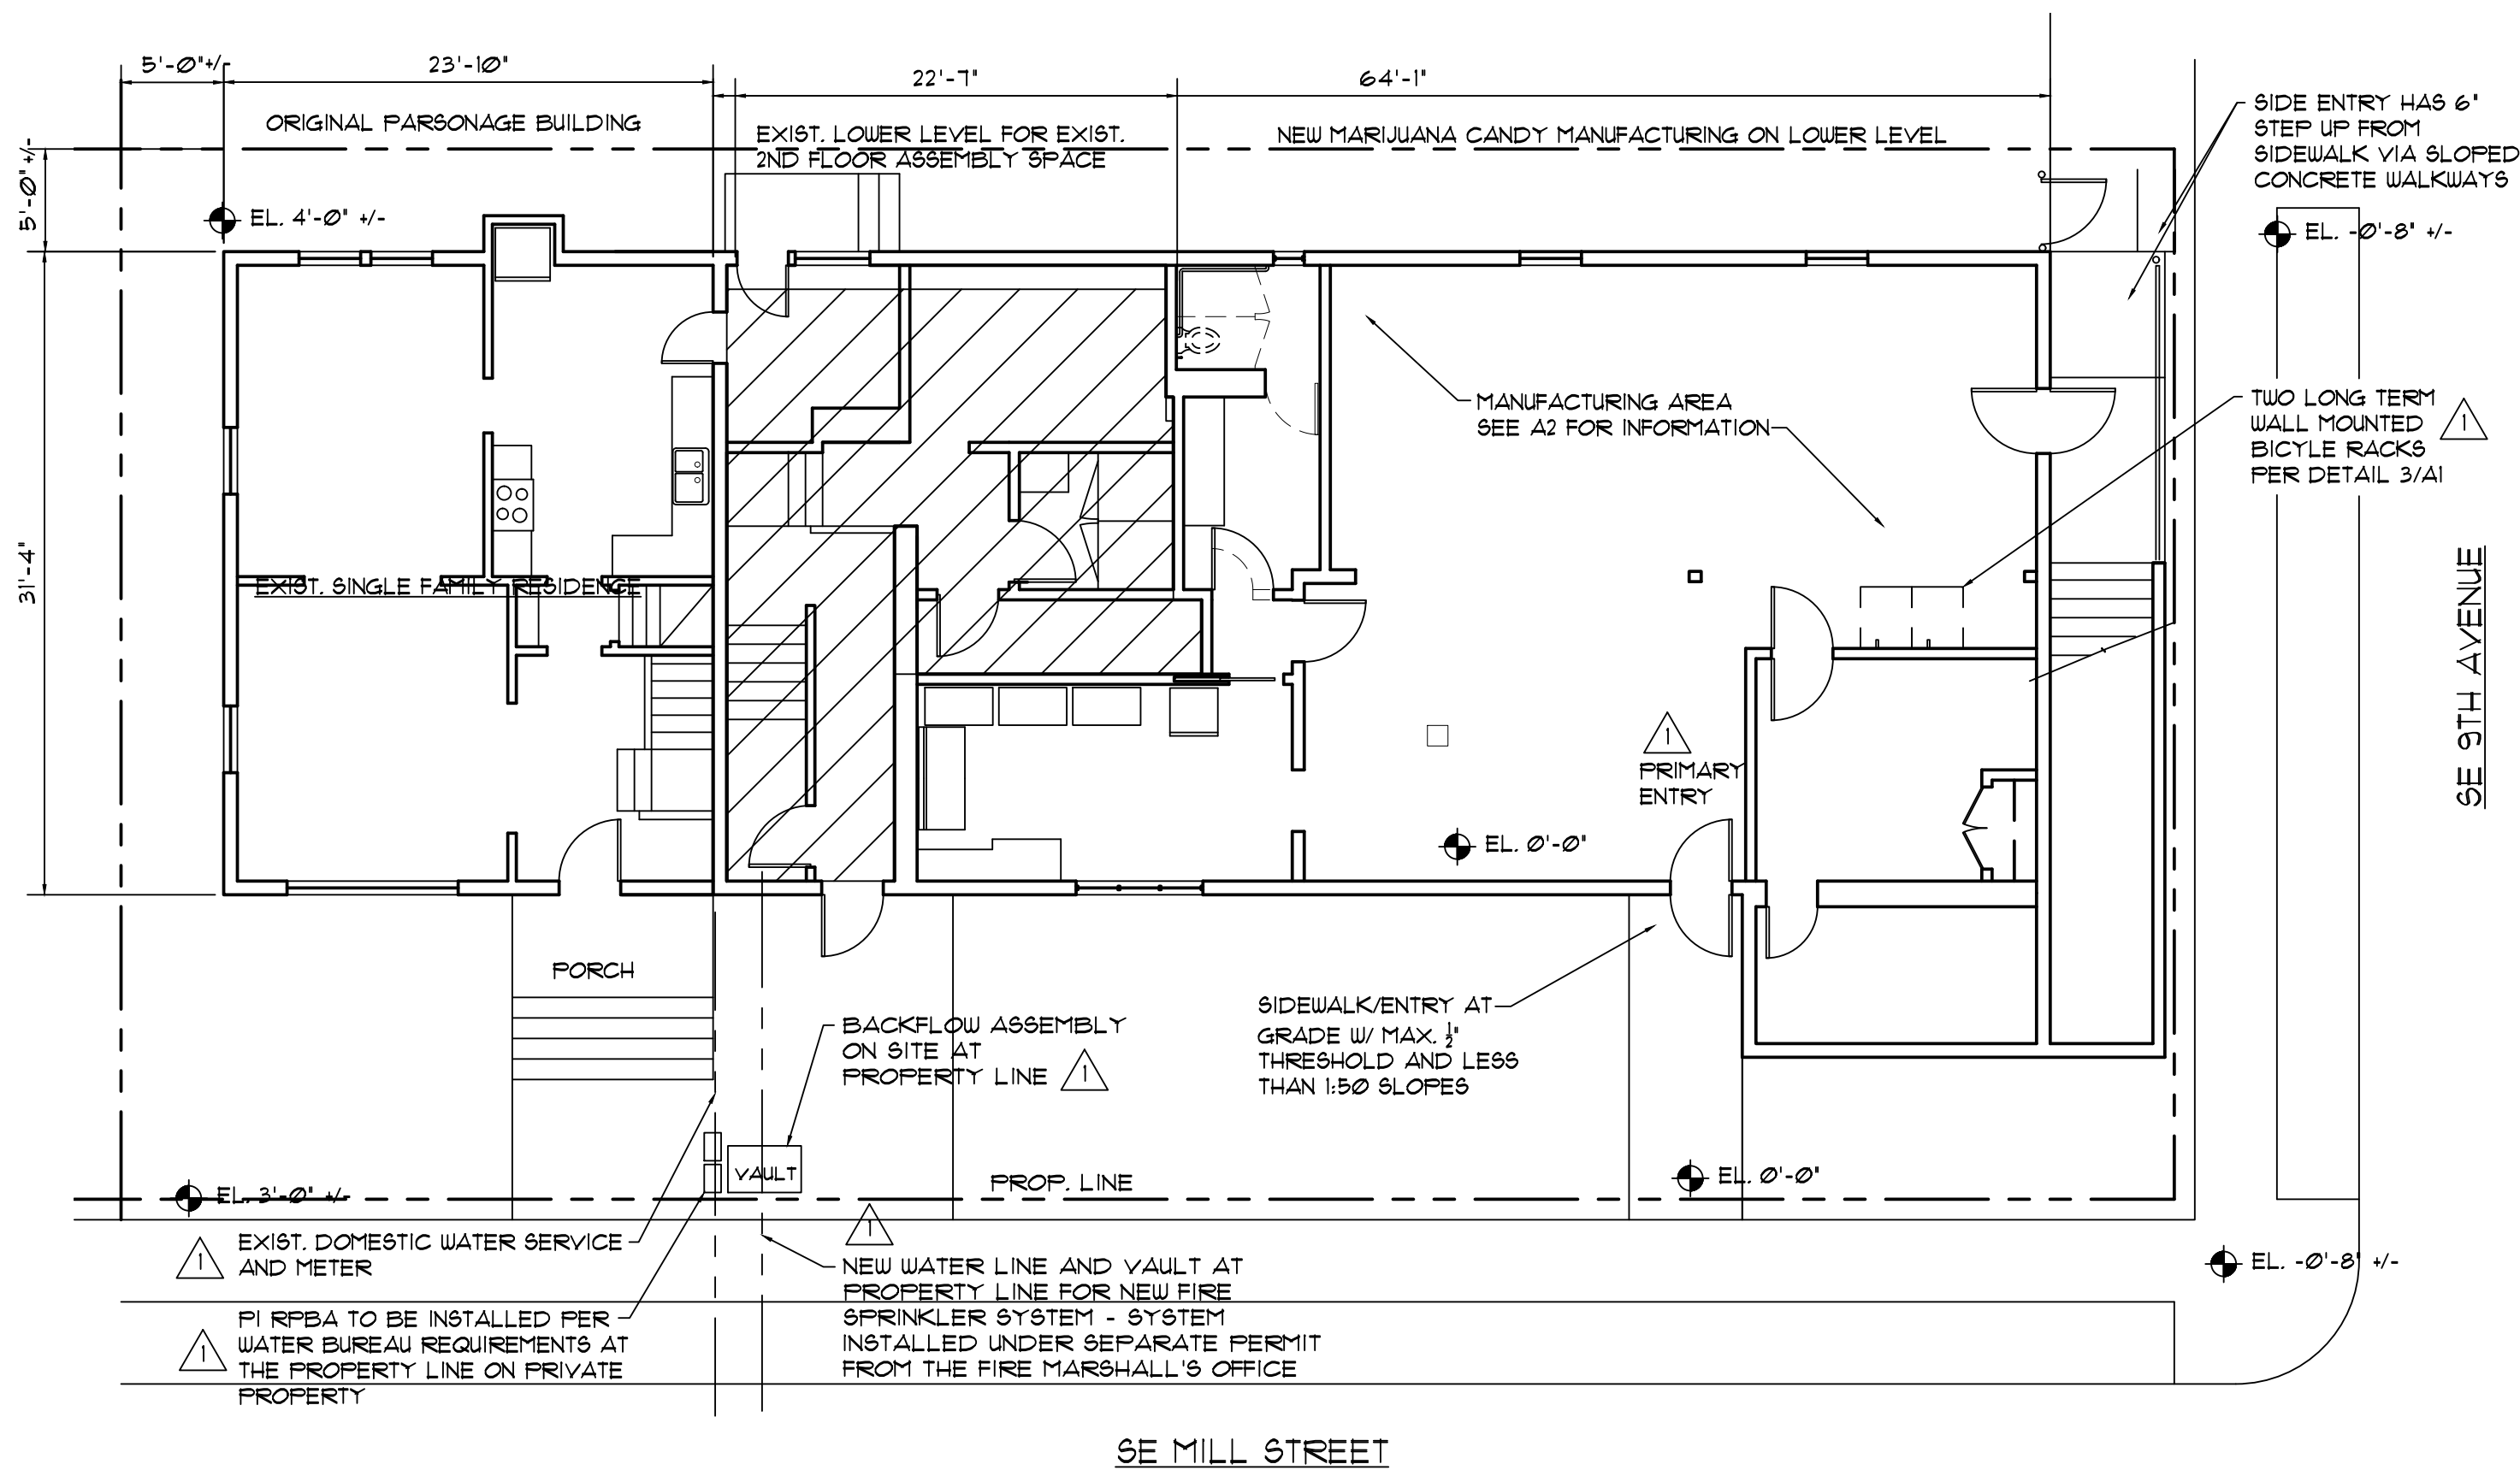 5'-0"+/-
23'-10"
22'-7"
64'-1"
ORIGINAL PARSONAGE BUILDING
EXIST. LOWER LEVEL FOR EXIST.
2ND FLOOR ASSEMBLY SPACE
NEW MARIJUANA CANDY MANUFACTURING ON LOWER LEVEL
SIDE ENTRY HAS 6"
STEP UP FROM
SIDEWALK VIA SLOPED
CONCRETE WALKWAYS
5'-0" +/-
EL. 4'-0" +/-
EL. -0'-8" +/-
MANUFACTURING AREA
SEE A2 FOR INFORMATION
TWO LONG TERM
WALL MOUNTED
BICYLE RACKS
PER DETAIL 3/A1
1
31'-4"
EXIST. SINGLE FAMILY RESIDENCE
SE 9TH AVENUE
1
PRIMARY
ENTRY
EL. 0'-0"
PORCH
BACKFLOW ASSEMBLY
ON SITE AT
PROPERTY LINE
1
SIDEWALK/ENTRY AT
GRADE W/ MAX. ½"
THRESHOLD AND LESS
THAN 1:50 SLOPES
VAULT
PROP. LINE
EL. 0'-0"
EL. 3'-0" +/-
1
EXIST. DOMESTIC WATER SERVICE
AND METER
1
NEW WATER LINE AND VAULT AT
PROPERTY LINE FOR NEW FIRE
SPRINKLER SYSTEM - SYSTEM
INSTALLED UNDER SEPARATE PERMIT
FROM THE FIRE MARSHALL'S OFFICE
EL. -0'-8" +/-
1
PI RPBA TO BE INSTALLED PER
WATER BUREAU REQUIREMENTS AT
THE PROPERTY LINE ON PRIVATE
PROPERTY
SE MILL STREET